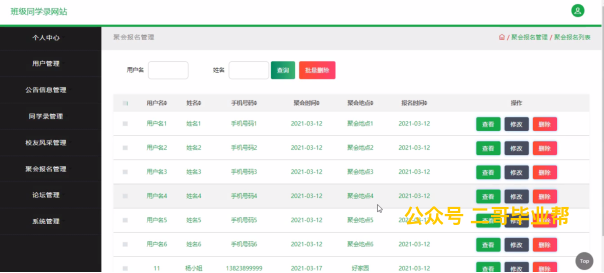 班级同学录网站
个人中心
用户管理
公告信息管理
同学录管理
校友风采管理
聚会报名管理
论坛管理
系统管理
聚会报名管理
/ 聚会报名管理 / 聚会报名列表
用户名 姓名 查询 批量删除
用户名 姓名 手机号码 聚会时间 聚会地点 报名时间 操作
用户名1 姓名1 手机号码1 2021-03-12 聚会地点1 2021-03-12 查看 修改 删除
用户名2 姓名2 手机号码2 2021-03-12 聚会地点2 2021-03-12 查看 修改 删除
用户名3 姓名3 手机号码3 2021-03-12 聚会地点3 2021-03-12 查看 修改 删除
用户名4 姓名4 手机号码4 2021-03-12 聚会地点4 2021-03-12 查看 修改 删除
用户名5 姓名5 手机号码5 2021-03-12 聚会地点5 2021-03-12 查看 修改 删除
公众号 二哥毕业帮
用户名6 姓名6 手机号码6 2021-03-12 聚会地点6 2021-03-12 查看 修改 删除
11 杨小姐 13823899999 2021-03-17 好家园 查看 修改 删除
Top